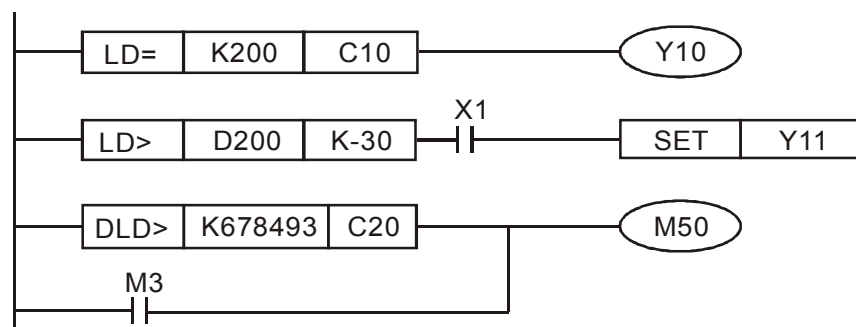 LD= K200 C10 Y10
X1
LD> D200 K-30 SET Y11
DLD> K678493 C20 M50
M3